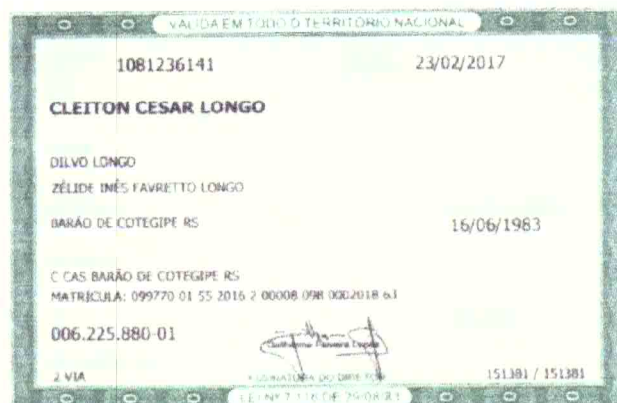 VÁLIDA EM TODO O TERRITÓRIO NACIONAL
1081236141 23/02/2017
CLEITON CESAR LONGO
DILVO LONGO
ZÉLIDE INÊS FAVRETTO LONGO
BARÃO DE COTEGIPE RS 16/06/1983
C CAS BARÃO DE COTEGIPE RS
MATRÍCULA: 099770 01 55 2016 2 00008 098 0002018 63
006.225.880-01
2 VIA ASSINATURA DO DIRETOR 151381 / 151381
LEI Nº 7.116 DE 29/08/83